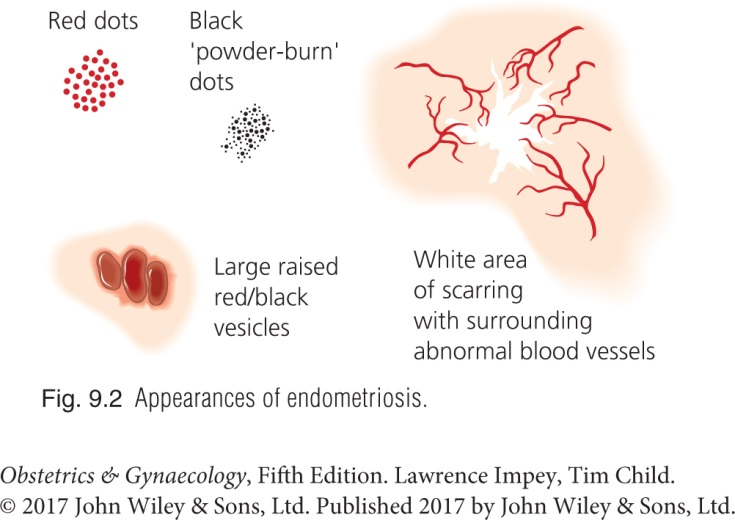 Red dots
Black
'powder-burn'
dots
Large raised
red/black
vesicles
White area
of scarring
with surrounding
abnormal blood vessels
Fig. 9.2 Appearances of endometriosis.
Obstetrics & Gynaecology, Fifth Edition. Lawrence Impey, Tim Child.
© 2017 John Wiley & Sons, Ltd. Published 2017 by John Wiley & Sons, Ltd.